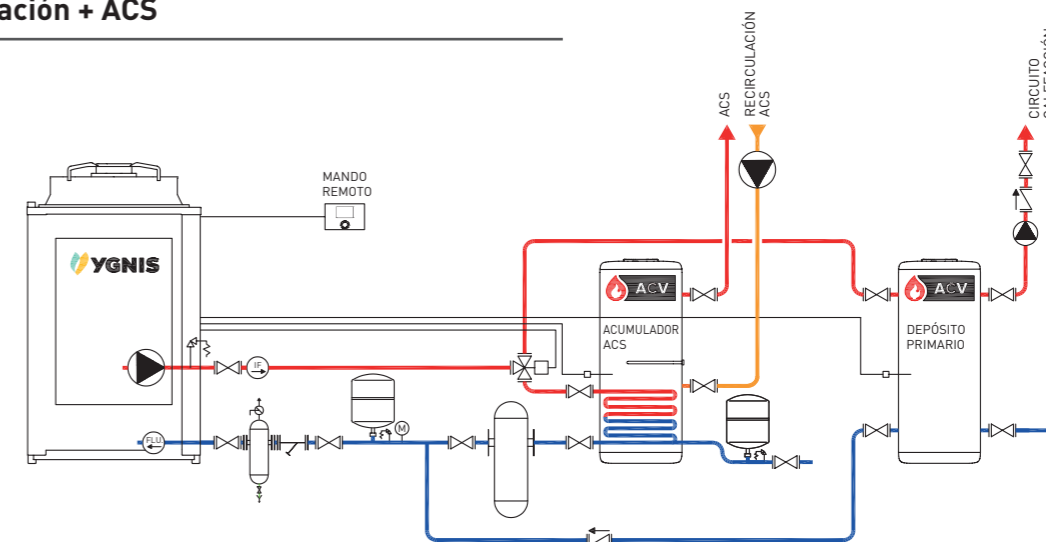 ación + ACS
MANDO
REMOTO
ACS
RECIRCULACIÓN
ACS
CIRCUITO
YGNIS
ACV
ACV
ACUMULADOR
ACS
DEPÓSITO
PRIMARIO
IF
FLU.
M